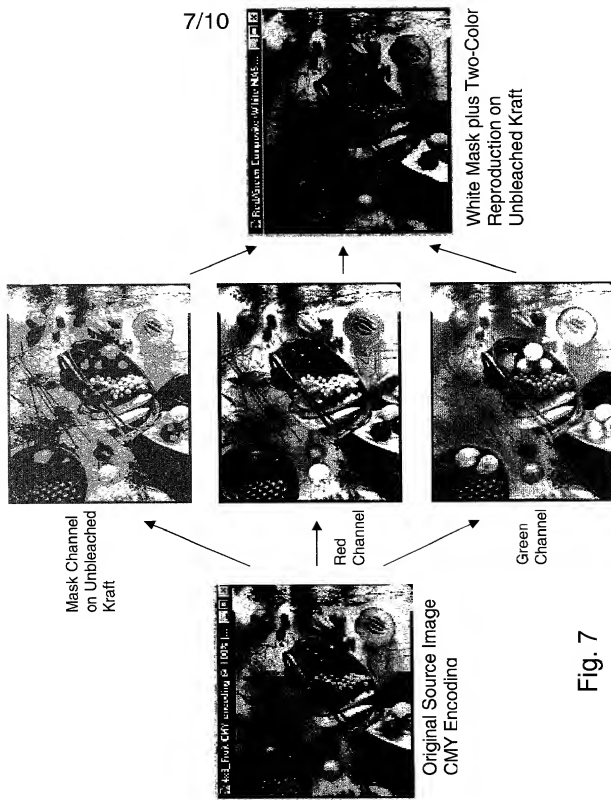 7/10
Mask Channel
on Unbleached
Kraft
Red
Channel
Green
Channel
Original Source Image
CMY Encoding
White Mask plus Two-Color
Reproduction on
Unbleached Kraft
Fig. 7